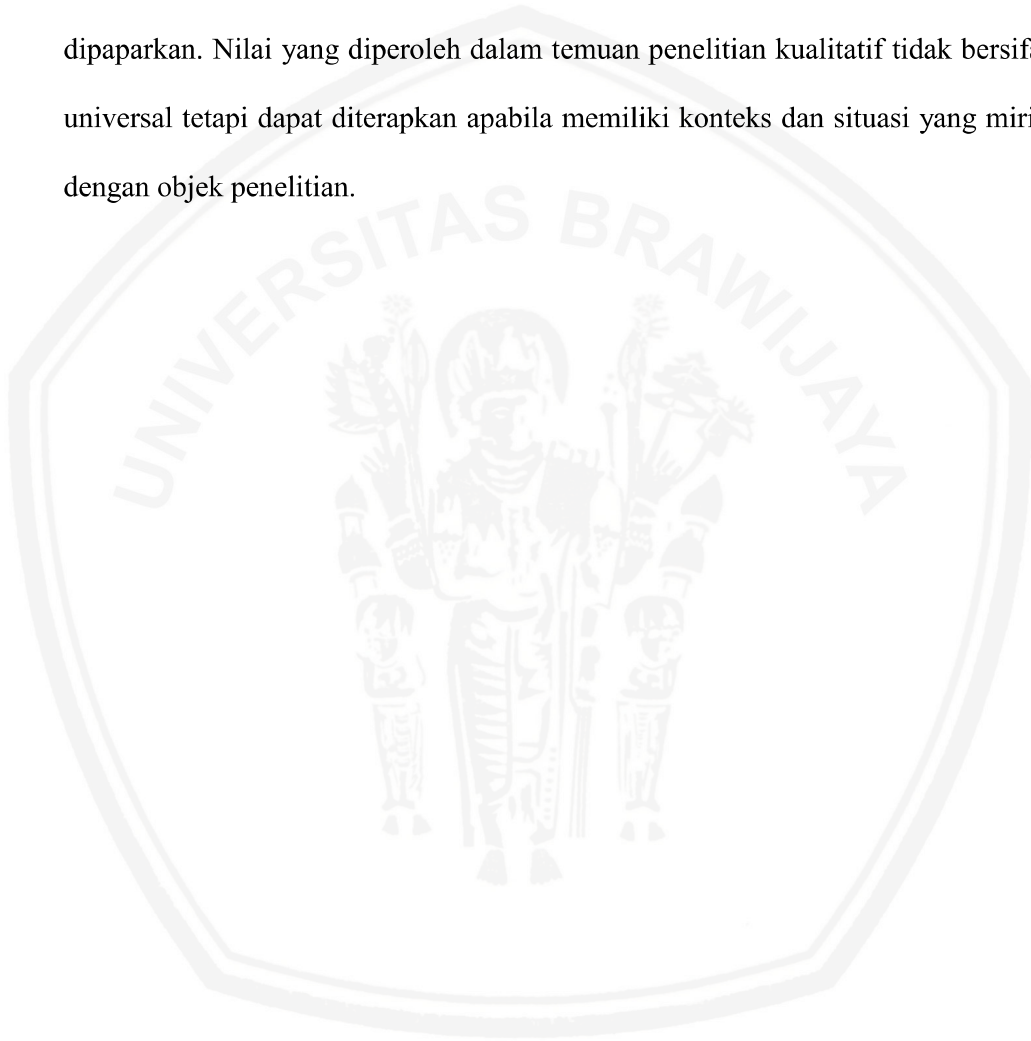 dipaparkan. Nilai yang diperoleh dalam temuan penelitian kualitatif tidak bersifa
universal tetapi dapat diterapkan apabila memiliki konteks dan situasi yang miri
dengan objek penelitian.
UNIVERSITAS BRAWIJAYA